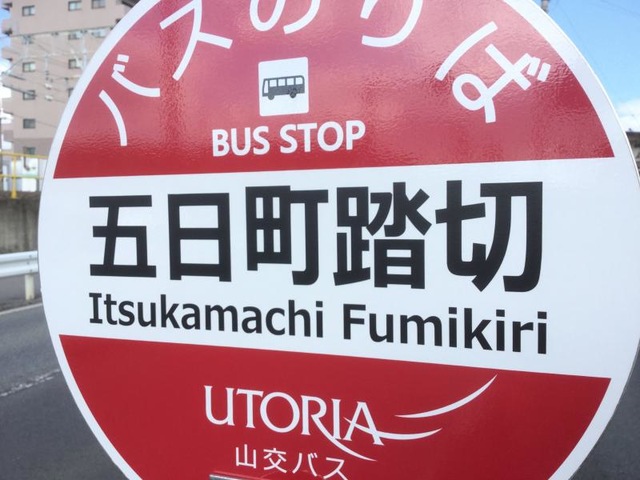 バスのりば
BUS STOP
五日町踏切
Itsukamachi Fumikiri
UTORIA
山交バス